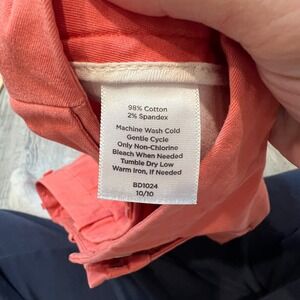 98% Cotton
2% Spandex
Machine Wash Cold
Gentle Cycle
Only Non-Chlorine
Bleach When Needed
Tumble Dry Low
Warm Iron, If Needed
BD1024
10/10